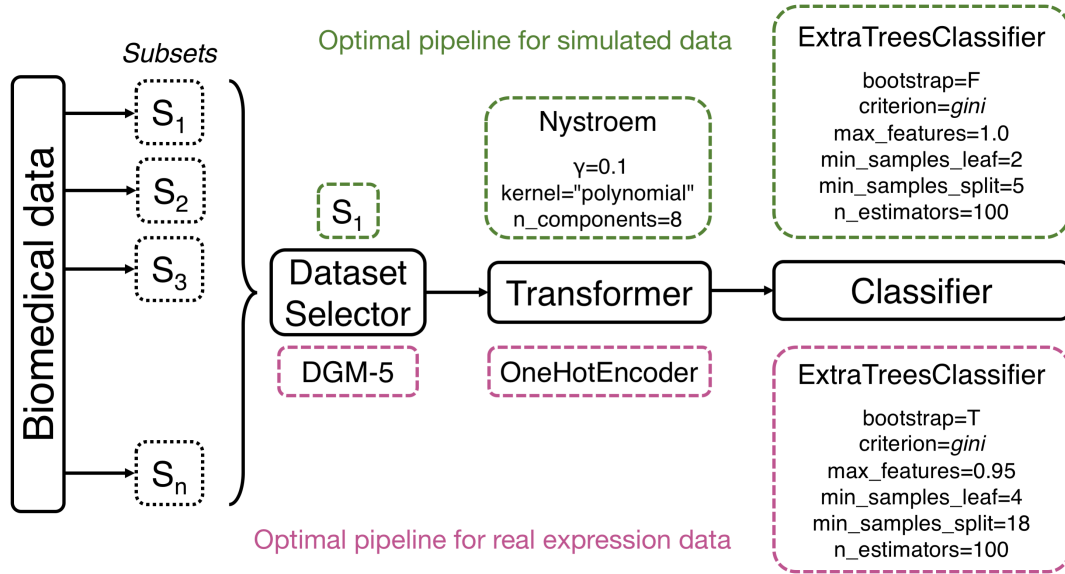 Biomedical data
Subsets
S1
S2
S3
Sn
Optimal pipeline for simulated data
S1
Dataset
Selector
DGM-5
Nystroem
γ=0.1
kernel="polynomial"
n_components=8
Transformer
OneHotEncoder
ExtraTreesClassifier
bootstrap=F
criterion=gini
max_features=1.0
min_samples_leaf=2
min_samples_split=5
n_estimators=100
Classifier
ExtraTreesClassifier
bootstrap=T
criterion=gini
max_features=0.95
min_samples_leaf=4
min_samples_split=18
n_estimators=100
Optimal pipeline for real expression data